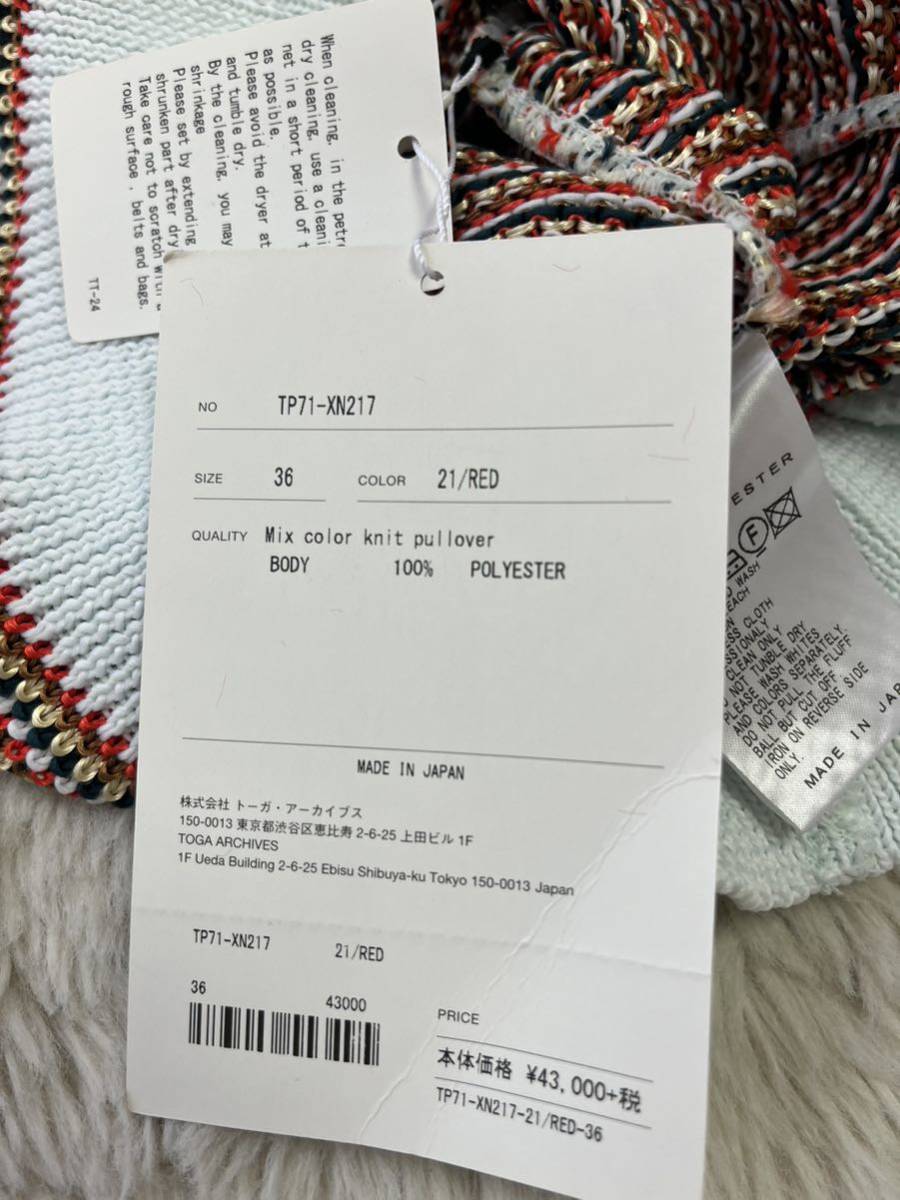 When cleaning, in the
dry cleaning, use a
net in a short period of
as possible.
Please avoid the dryer at
and tumble dry.
By the cleaning, you may
shrinkage
Please set by extending
shrunken part after dry
Take care not to scratch
rough surface, belts and bags.
TT-24
NO TP71-XN217
SIZE 36 COLOR 21/RED
QUALITY Mix color knit pullover
BODY 100% POLYESTER
MADE IN JAPAN
株式会社 トーガ・アーカイブス
150-0013 東京都渋谷区恵比寿 2-6-25 上田ビル 1F
TOGA ARCHIVES
1F Ueda Building 2-6-25 Ebisu Shibuya-ku Tokyo 150-0013 Japan
TP71-XN217 21/RED
36 43000
PRICE
本体価格 ¥43,000+税
TP71-XN217-21/RED-36
F
WASH
CLOTH
CLEAN ONLY
NOT TUMBLE DRY
PLEASE WASH WHITES
AND COLORS SEPARATELY.
DO NOT PULL THE FLUFF
BALL BUT CUT OFF
IRON ON REVERSE SIDE
ONLY.
MADE IN